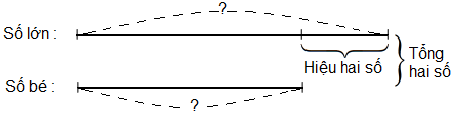 ?
Số lớn :
Hiệu hai số
Tổng
hai số
Số bé :
?